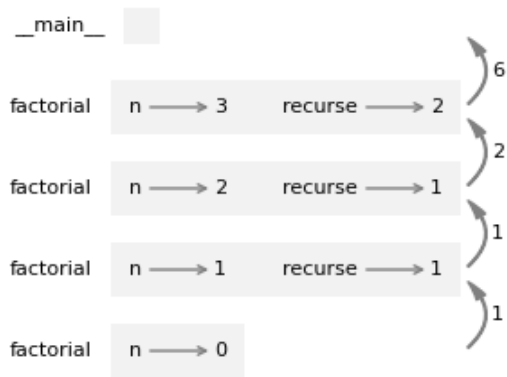 __main__
6
factorial n 3 recurse 2
2
factorial n 2 recurse 1
1
factorial n 1 recurse 1
1
factorial n 0